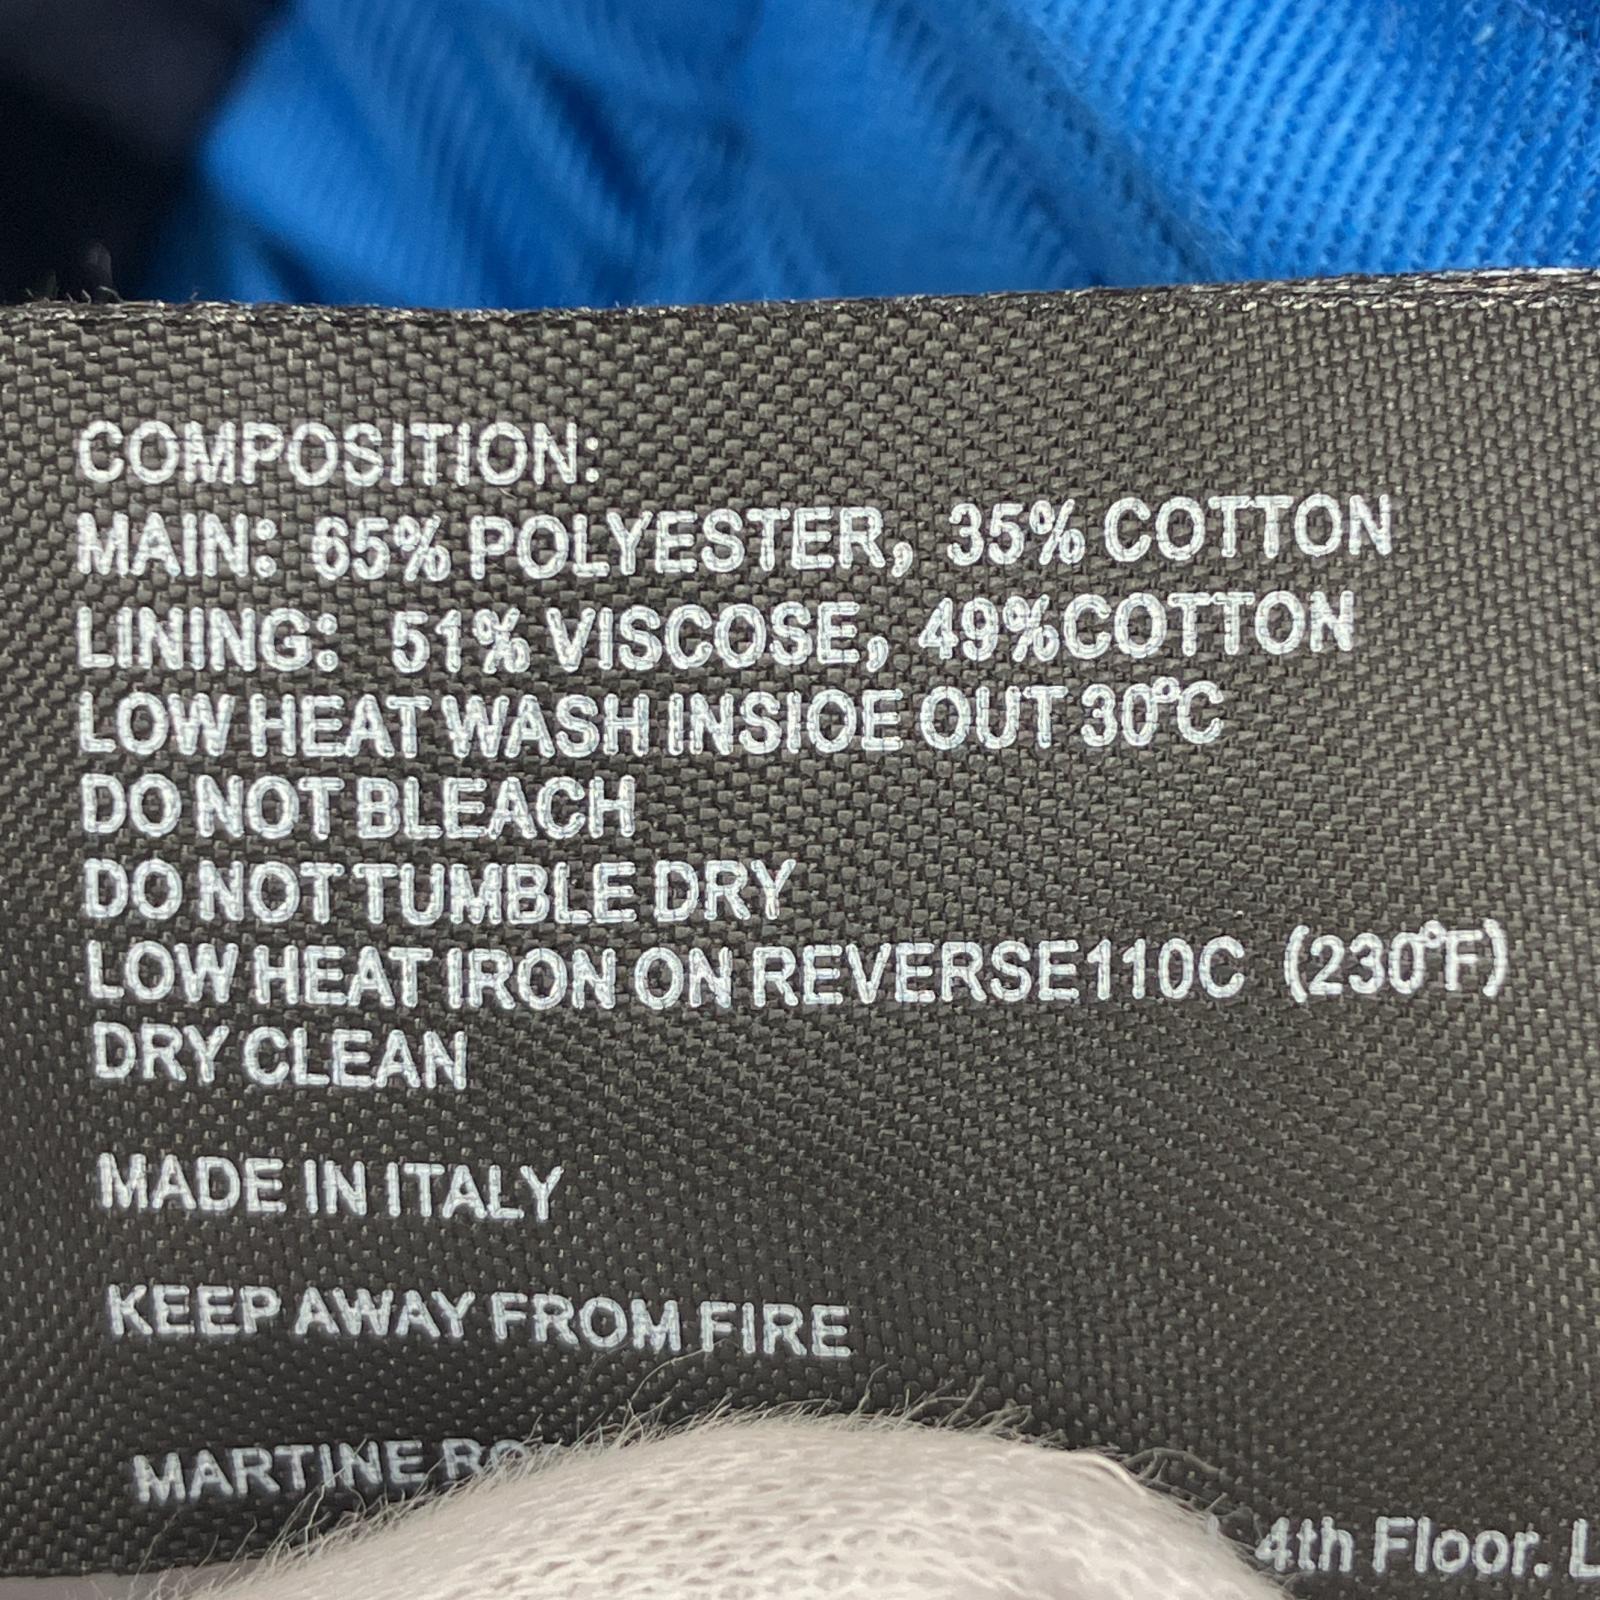 COMPOSITION:
MAIN: 65% POLYESTER, 35% COTTON
LINING: 51% VISCOSE, 49%COTTON
LOW HEAT WASH INSIOE OUT 30°C
DO NOT BLEACH
DO NOT TUMBLE DRY
LOW HEAT IRON ON REVERSE110C (230°F)
DRY CLEAN
MADE IN ITALY
KEEP AWAY FROM FIRE
MARTINE
4th Floor.